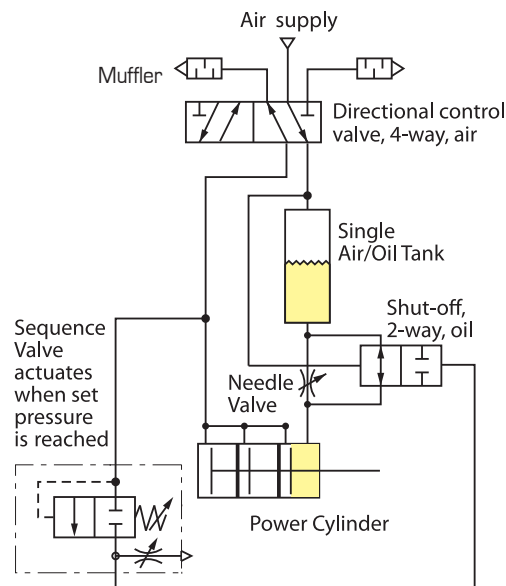 Air supply
Muffler
Directional control
valve, 4-way, air
Single
Air/Oil Tank
Shut-off,
2-way, oil
Sequence
Valve
actuates
when set
pressure
is reached
Needle
Valve
Power Cylinder